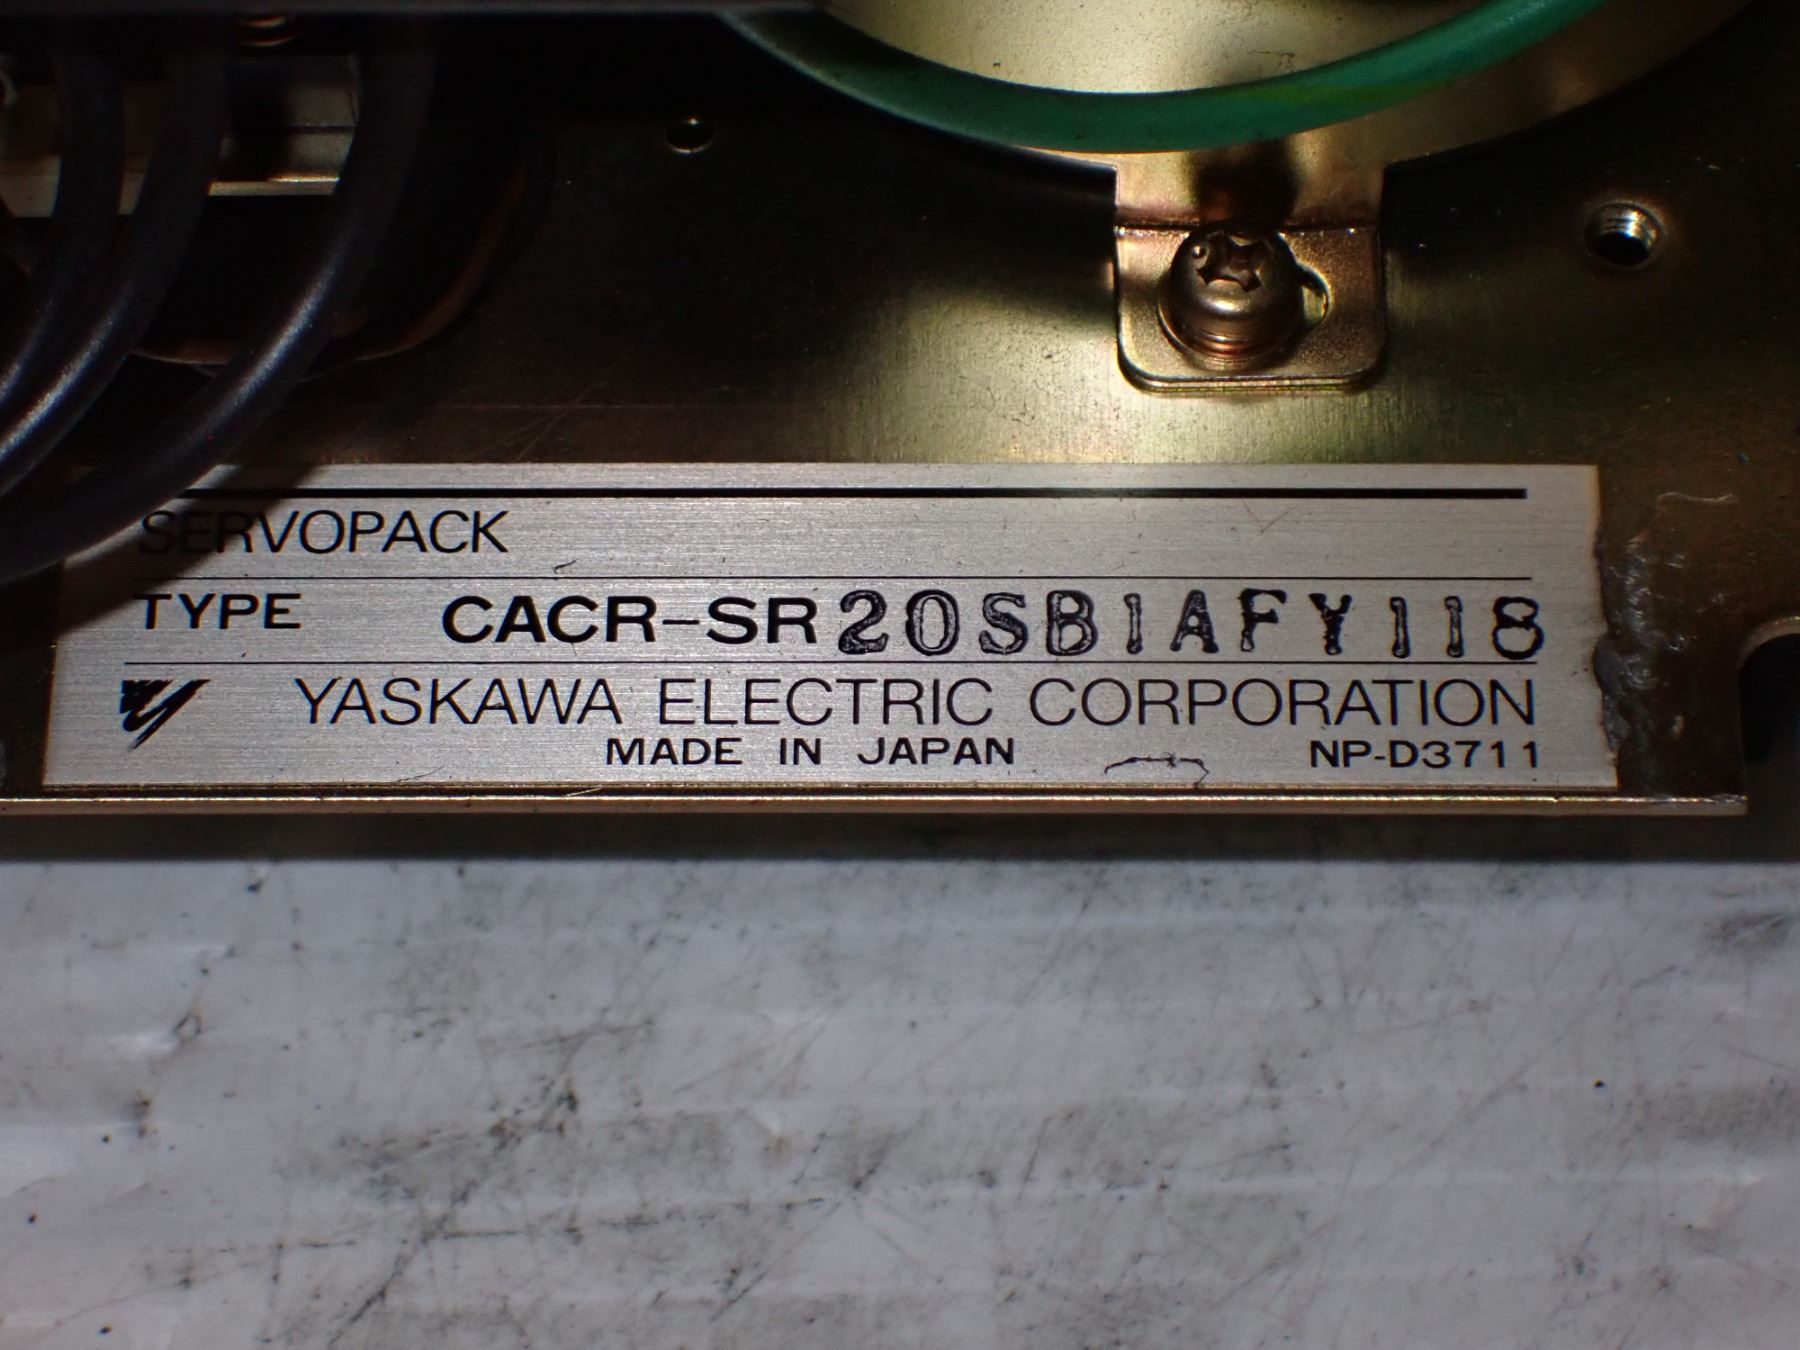 SERVOPACK
TYPE CACR-SR20SB1AFY118
YASKAWA ELECTRIC CORPORATION
MADE IN JAPAN NP-D3711